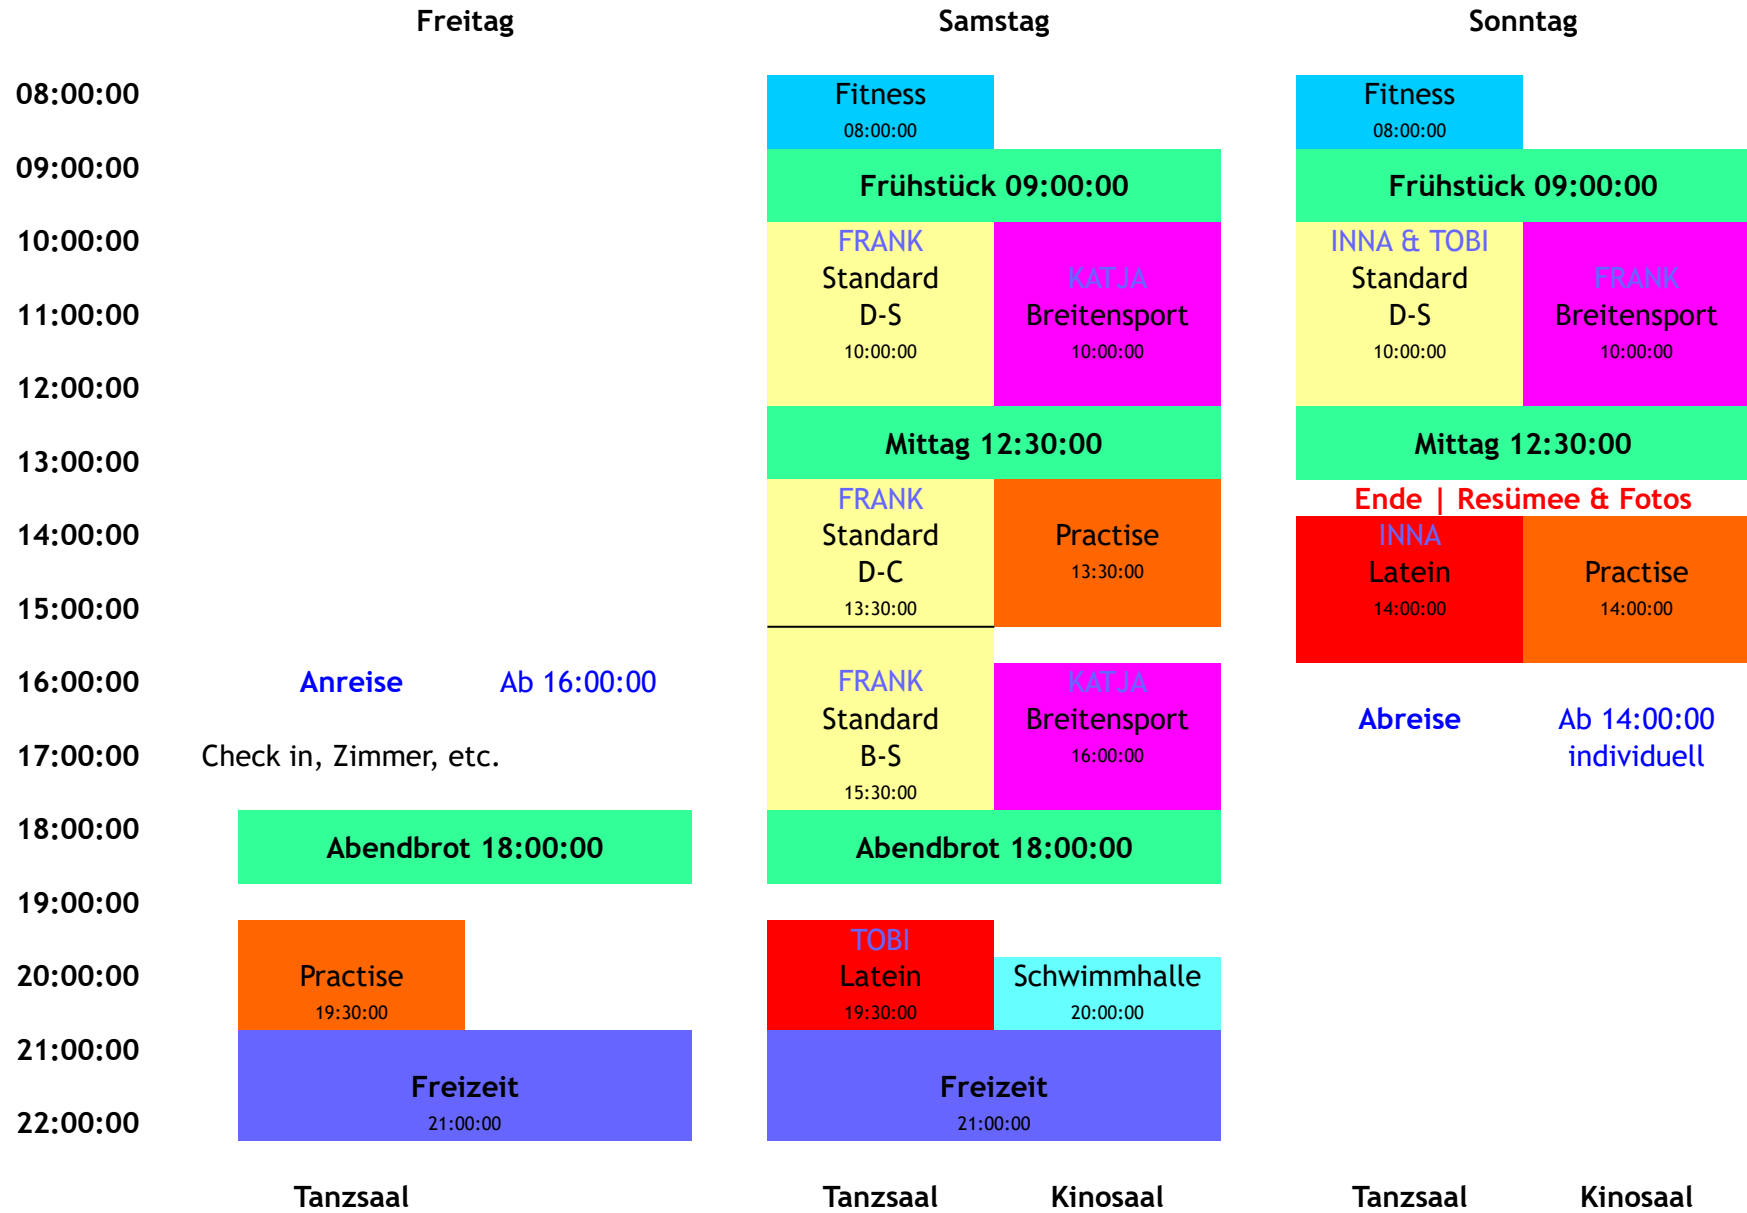 Freitag Samstag Sonntag
08:00:00 Fitness Fitness
08:00:00 08:00:00
09:00:00
Frühstück 09:00:00 Frühstück 09:00:00
10:00:00 FRANK INNA & TOBI
Standard KATJA Standard FRANK
11:00:00 D-S Breitensport D-S Breitensport
10:00:00 10:00:00 10:00:00 10:00:00
12:00:00
Mittag 12:30:00 Mittag 12:30:00
13:00:00
FRANK Ende | Resümee & Fotos
14:00:00 Standard Practise INNA
D-C 13:30:00 Latein Practise
15:00:00 13:30:00 14:00:00 14:00:00
16:00:00 Anreise Ab 16:00:00 FRANK KATJA
Standard Breitensport Abreise Ab 14:00:00
17:00:00 Check in, Zimmer, etc. B-S 16:00:00 individuell
15:30:00
18:00:00
Abendbrot 18:00:00 Abendbrot 18:00:00
19:00:00
TOBI
20:00:00 Practise Latein Schwimmhalle
19:30:00 19:30:00 20:00:00
21:00:00
Freizeit Freizeit
22:00:00 21:00:00 21:00:00
Tanzsaal Tanzsaal Kinosaal Tanzsaal Kinosaal